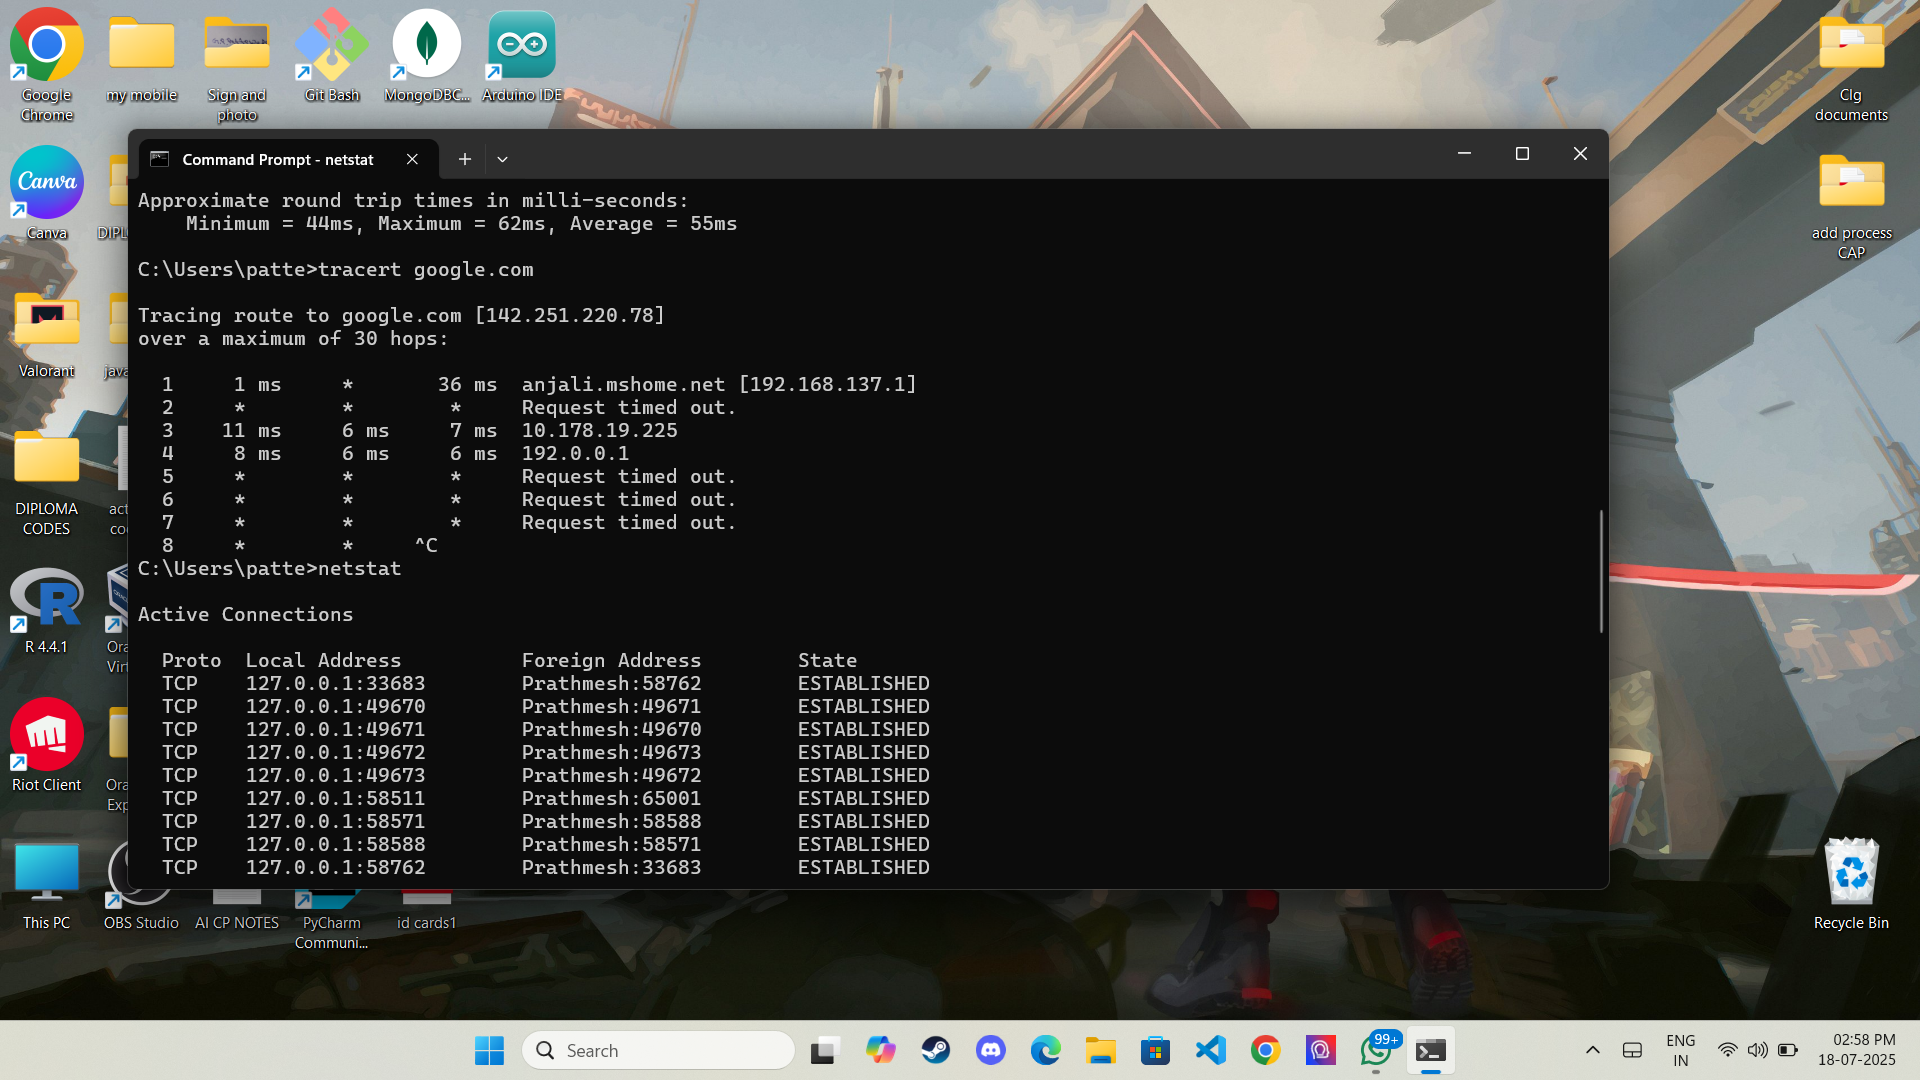 Google
Chrome
my mobile
Sign and
photo
Git Bash
MongoDBC...
Arduino IDE
Clg
documents
Canva
Canva
DIPL
Valorant
java
DIPLOMA
CODES
act
co
R 4.4.1
Ora
Virt
Riot Client
Ora
Exp
This PC
OBS Studio
AI CP NOTES
PyCharm
Communi...
id cards1
add process
CAP
Recycle Bin
Command Prompt - netstat
Approximate round trip times in milli-seconds:
    Minimum = 44ms, Maximum = 62ms, Average = 55ms
C:\Users\patte>tracert google.com
Tracing route to google.com [142.251.220.78]
over a maximum of 30 hops:
  1     1 ms     *       36 ms  anjali.mshome.net [192.168.137.1]
  2     *        *        *     Request timed out.
  3    11 ms     6 ms     7 ms  10.178.19.225
  4     8 ms     6 ms     6 ms  192.0.0.1
  5     *        *        *     Request timed out.
  6     *        *        *     Request timed out.
  7     *        *        *     Request timed out.
  8     *        *     ^C
C:\Users\patte>netstat
Active Connections
  Proto  Local Address          Foreign Address        State
  TCP    127.0.0.1:33683        Prathmesh:58762        ESTABLISHED
  TCP    127.0.0.1:49670        Prathmesh:49671        ESTABLISHED
  TCP    127.0.0.1:49671        Prathmesh:49670        ESTABLISHED
  TCP    127.0.0.1:49672        Prathmesh:49673        ESTABLISHED
  TCP    127.0.0.1:49673        Prathmesh:49672        ESTABLISHED
  TCP    127.0.0.1:58511        Prathmesh:65001        ESTABLISHED
  TCP    127.0.0.1:58571        Prathmesh:58588        ESTABLISHED
  TCP    127.0.0.1:58588        Prathmesh:58571        ESTABLISHED
  TCP    127.0.0.1:58762        Prathmesh:33683        ESTABLISHED
Search
99+
ENG
IN
02:58 PM
18-07-2025